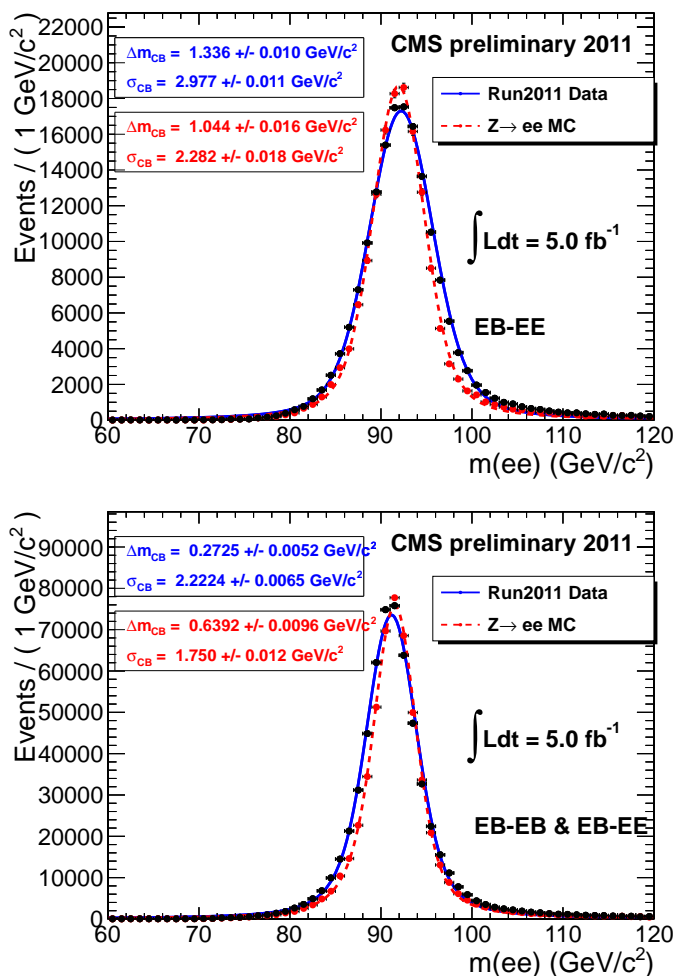 CMS preliminary 2011
Δm_CB = 1.336 +/- 0.010 GeV/c²
σ_CB = 2.977 +/- 0.011 GeV/c²
Δm_CB = 1.044 +/- 0.016 GeV/c²
σ_CB = 2.282 +/- 0.018 GeV/c²
Run2011 Data
Z→ ee MC
∫Ldt = 5.0 fb⁻¹
EB-EE
Events / ( 1 GeV/c² )
22000
20000
18000
16000
14000
12000
10000
8000
6000
4000
2000
0
60 70 80 90 100 110 120
m(ee) (GeV/c²)
CMS preliminary 2011
Δm_CB = 0.2725 +/- 0.0052 GeV/c²
σ_CB = 2.2224 +/- 0.0065 GeV/c²
Δm_CB = 0.6392 +/- 0.0096 GeV/c²
σ_CB = 1.750 +/- 0.012 GeV/c²
Run2011 Data
Z→ ee MC
∫Ldt = 5.0 fb⁻¹
EB-EB & EB-EE
Events / ( 1 GeV/c² )
90000
80000
70000
60000
50000
40000
30000
20000
10000
0
60 70 80 90 100 110 120
m(ee) (GeV/c²)